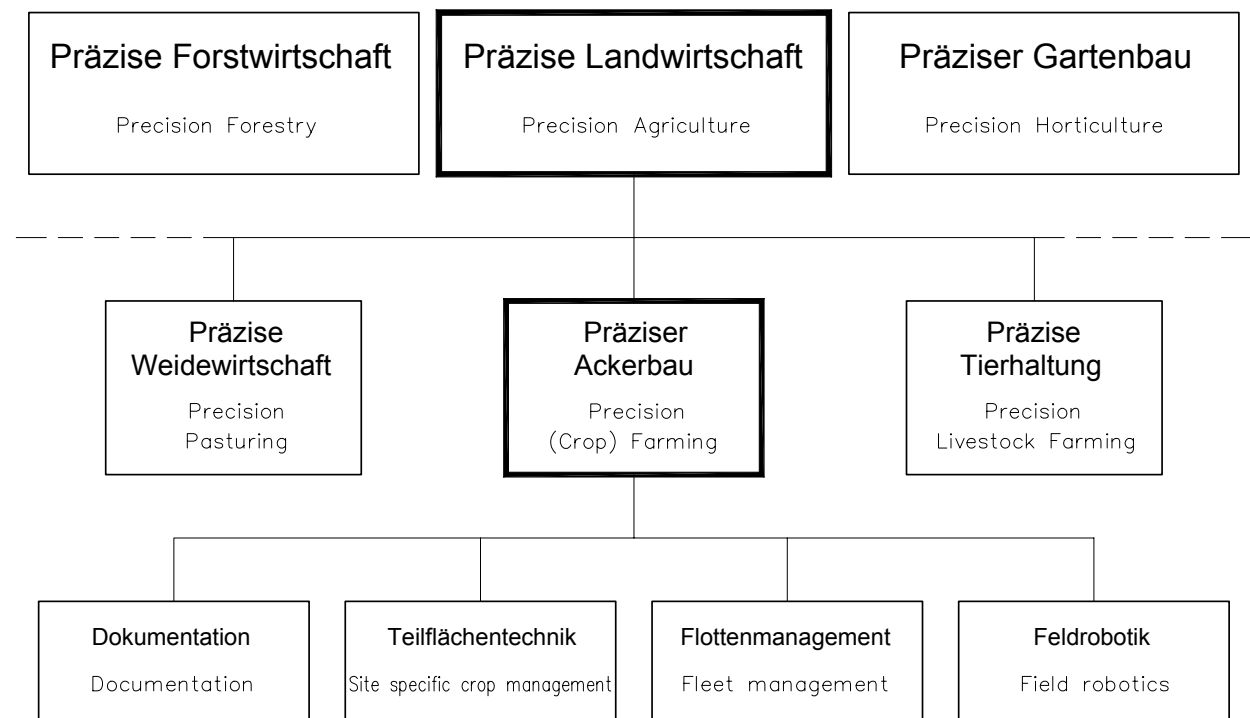 Präzise Forstwirtschaft
Precision Forestry
Präzise Landwirtschaft
Precision Agriculture
Präziser Gartenbau
Precision Horticulture
Präzise
Weidewirtschaft
Precision
Pasturing
Präziser
Ackerbau
Precision
(Crop) Farming
Präzise
Tierhaltung
Precision
Livestock Farming
Dokumentation
Documentation
Teilflächentechnik
Site specific crop management
Flottenmanagement
Fleet management
Feldrobotik
Field robotics